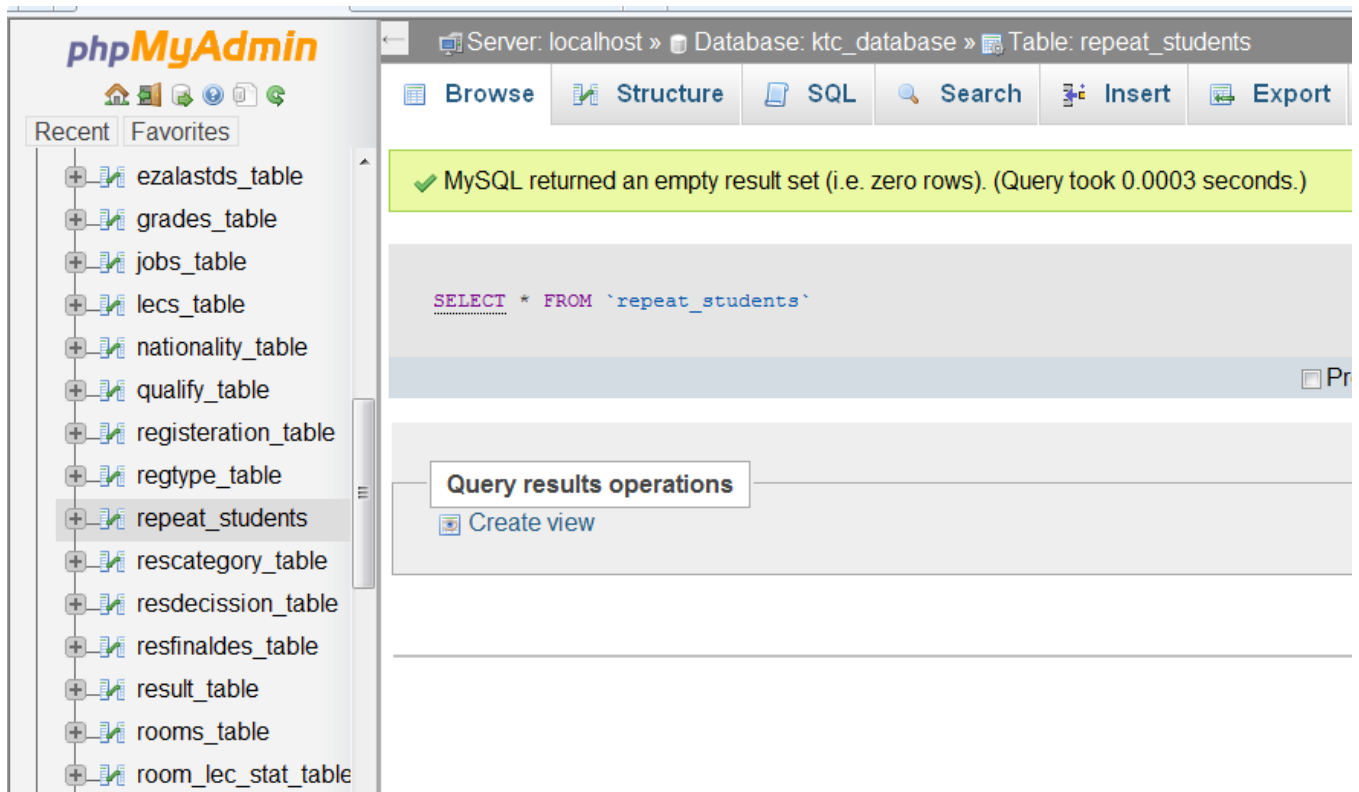 phpMyAdmin
Recent Favorites
ezalastds_table
grades_table
jobs_table
lecs_table
nationality_table
qualify_table
registeration_table
regtype_table
repeat_students
rescategory_table
resdecission_table
resfinaldes_table
result_table
rooms_table
room_lec_stat_table
Server: localhost » Database: ktc_database » Table: repeat_students
Browse Structure SQL Search Insert Export
MySQL returned an empty result set (i.e. zero rows). (Query took 0.0003 seconds.)
SELECT * FROM `repeat_students`
Query results operations
Create view